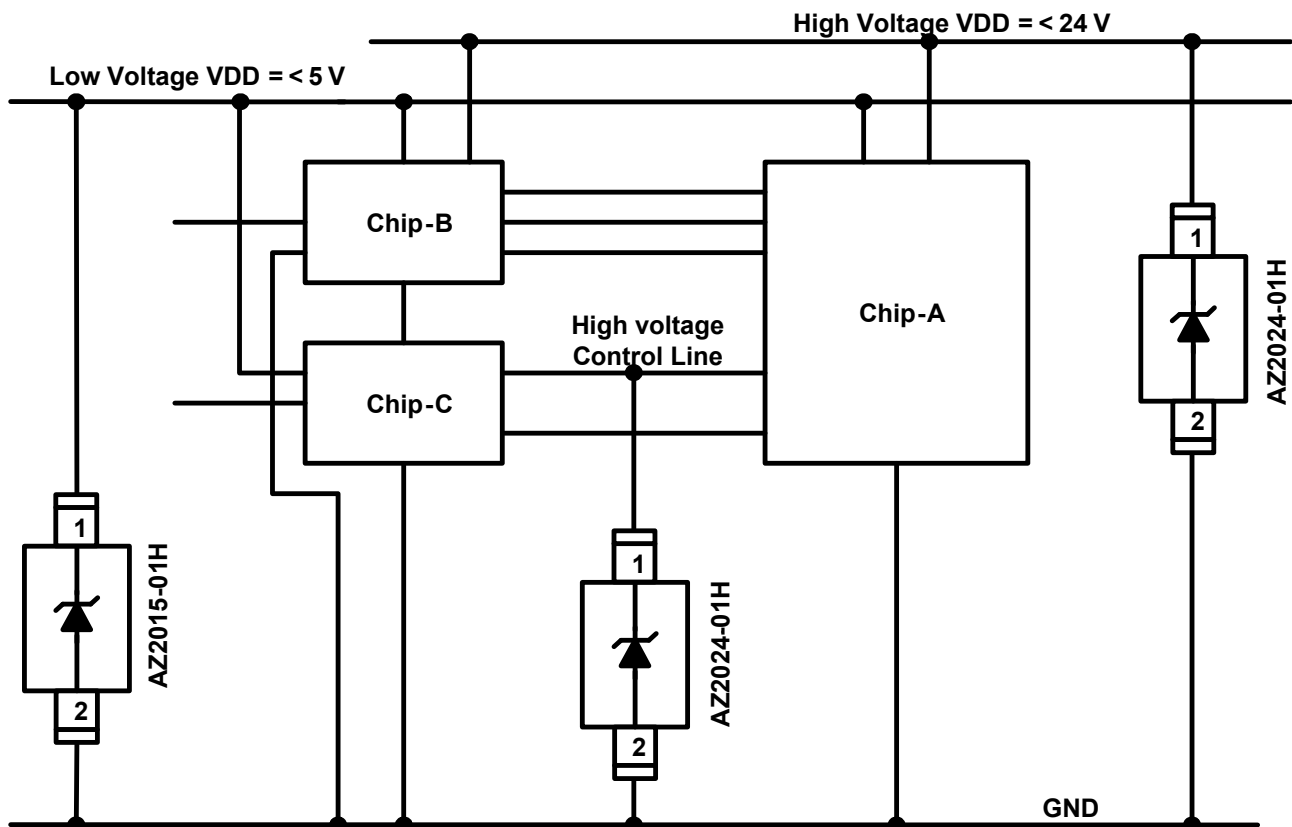 High Voltage VDD = < 24 V
Low Voltage VDD = < 5 V
Chip-B
Chip-A
High voltage
Control Line
Chip-C
1
2
AZ2024-01H
1
2
AZ2015-01H
1
2
AZ2024-01H
GND